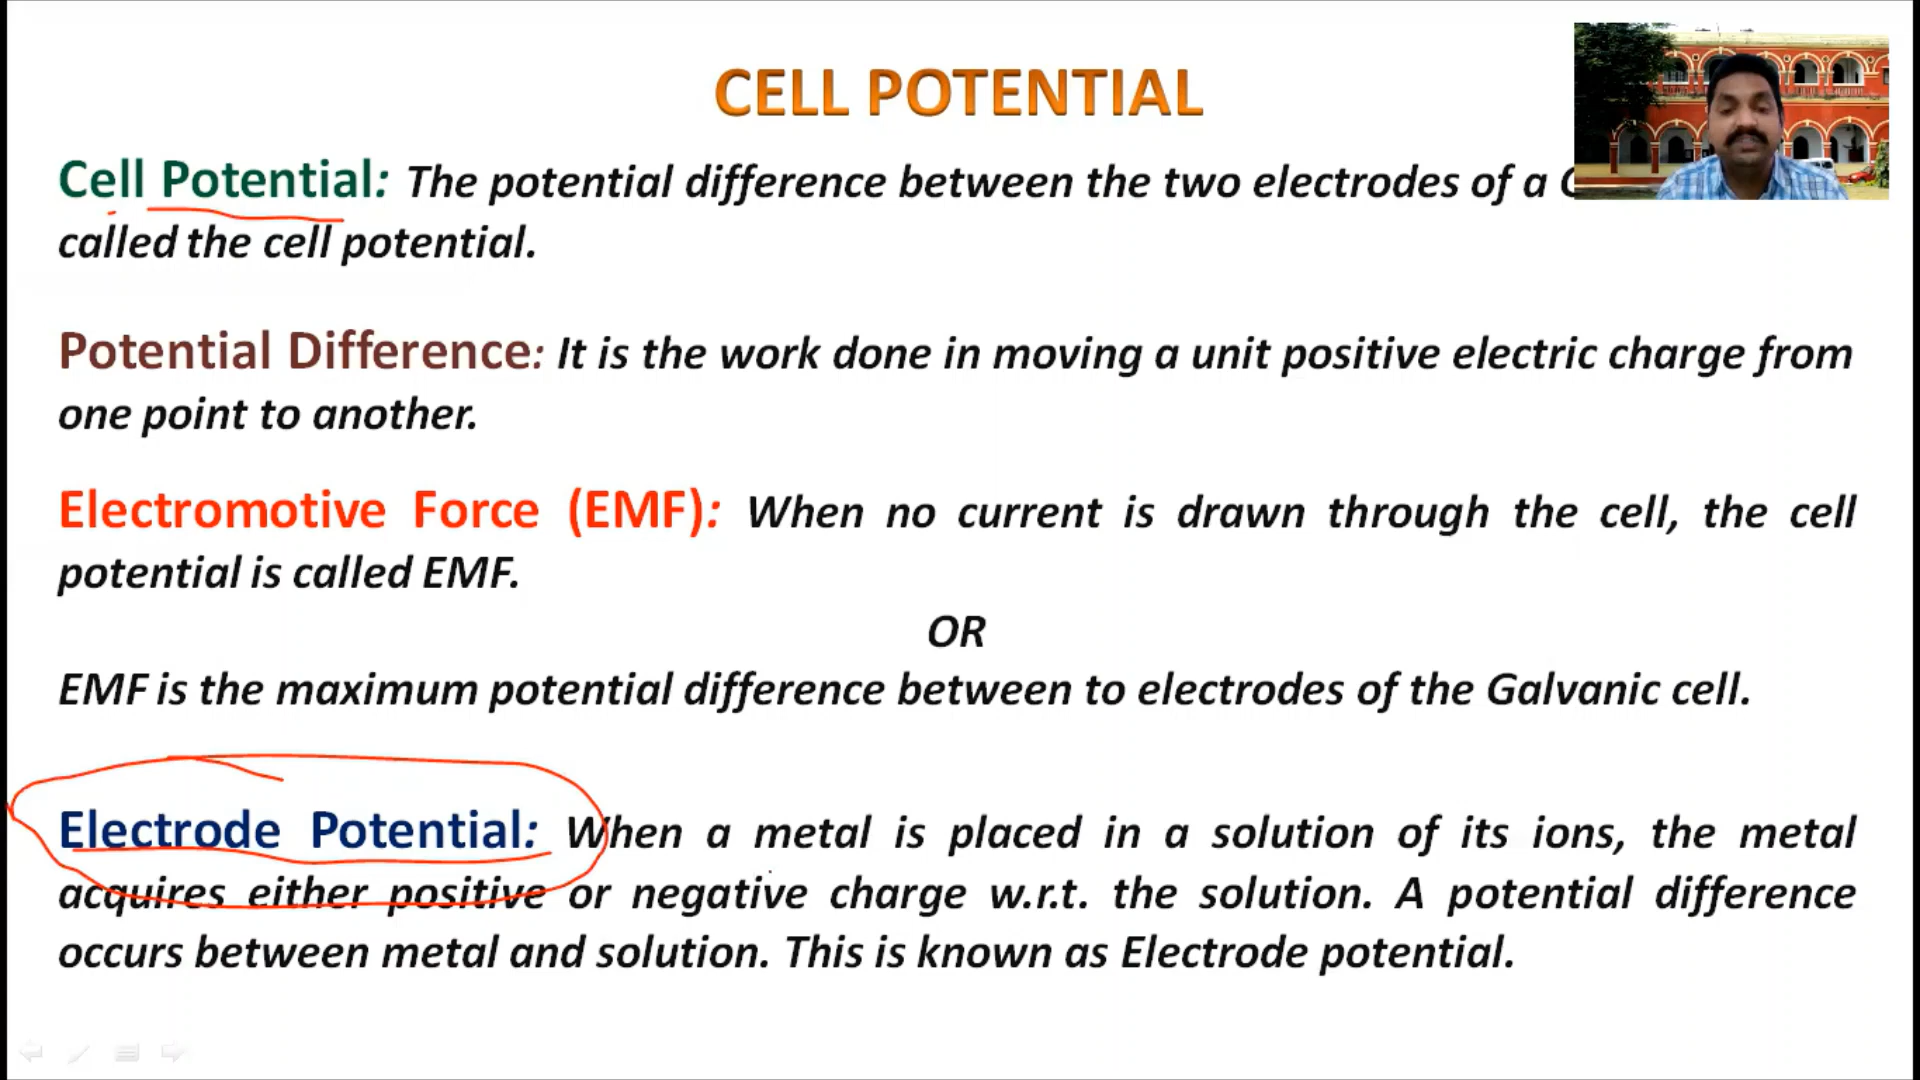 CELL POTENTIAL
Cell Potential: The potential difference between the two electrodes of a
called the cell potential.
Potential Difference: It is the work done in moving a unit positive electric charge from
one point to another.
Electromotive Force (EMF): When no current is drawn through the cell, the cell
potential is called EMF.
OR
EMF is the maximum potential difference between to electrodes of the Galvanic cell.
Electrode Potential: When a metal is placed in a solution of its ions, the metal
acquires either positive or negative charge w.r.t. the solution. A potential difference
occurs between metal and solution. This is known as Electrode potential.